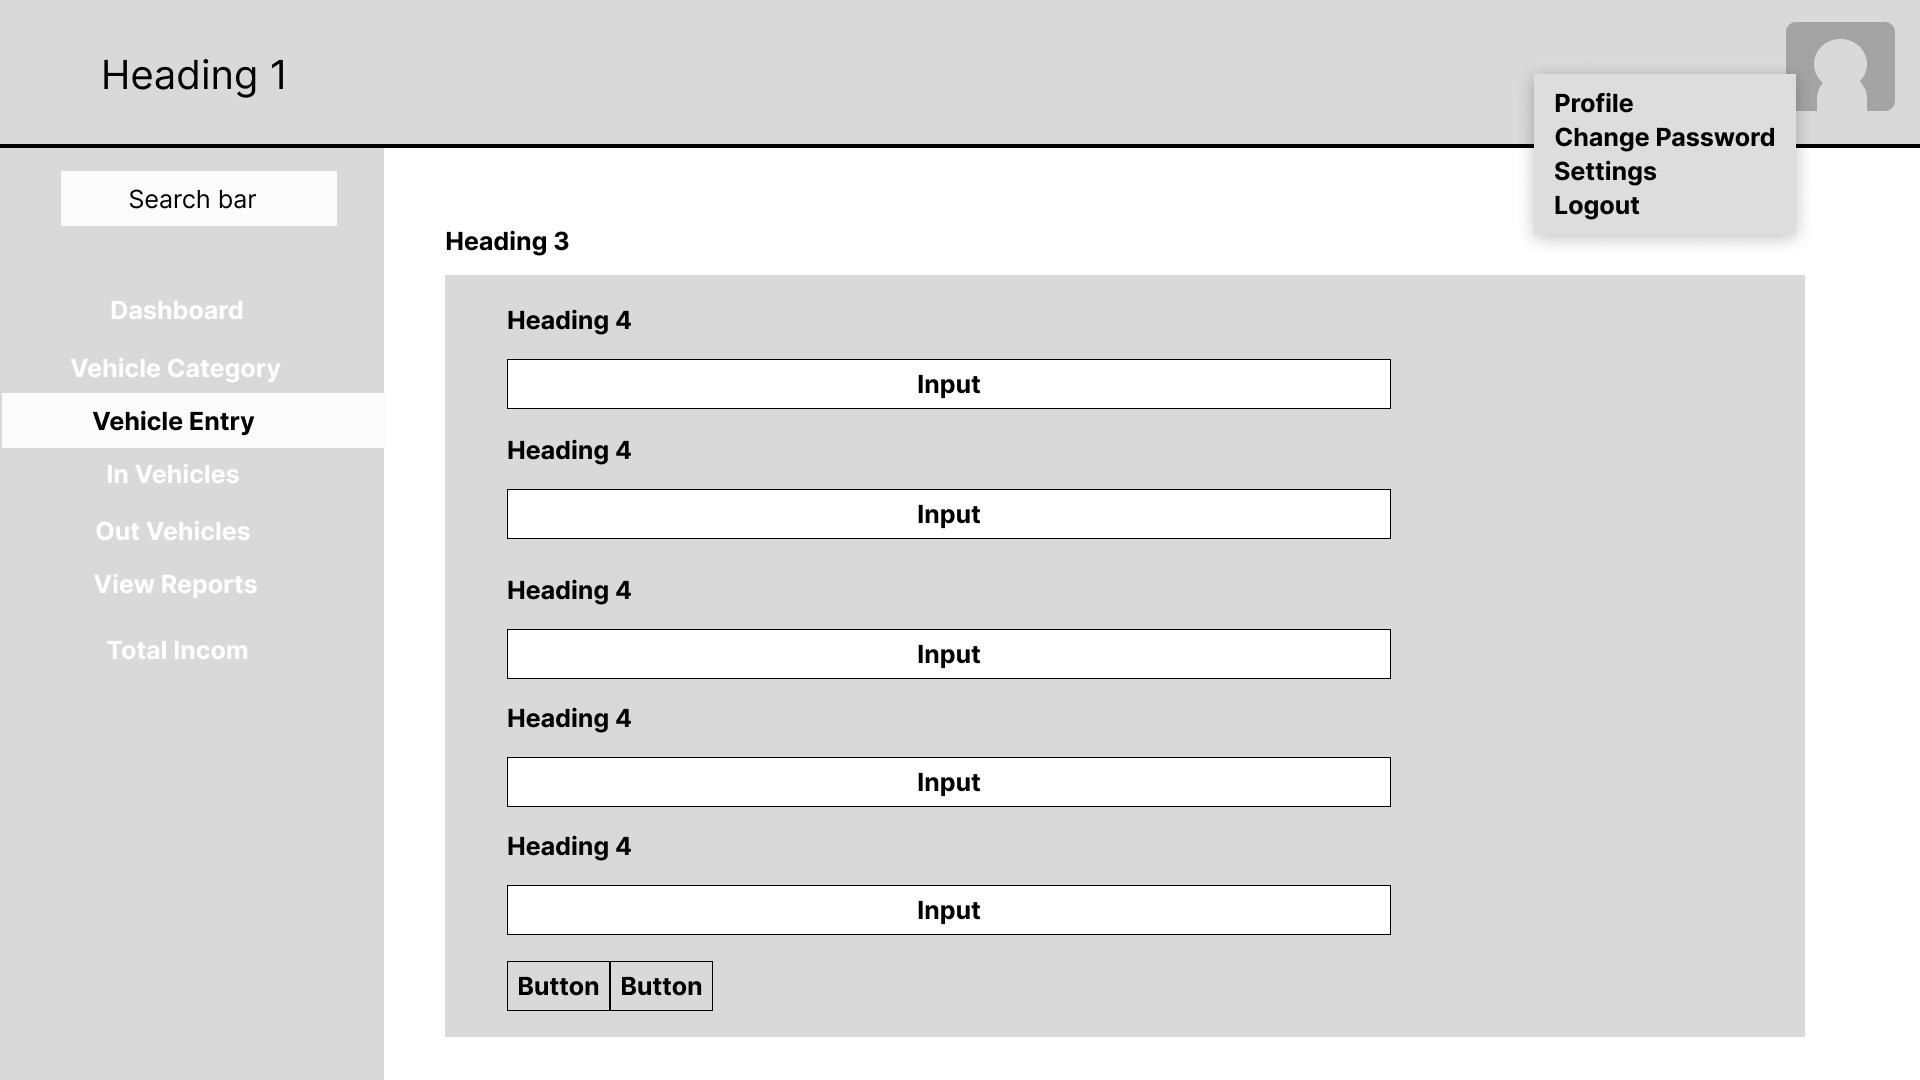 Heading 1
Profile
Change Password
Settings
Logout
Search bar
Dashboard
Vehicle Category
Vehicle Entry
In Vehicles
Out Vehicles
View Reports
Total Incom
Heading 3
Heading 4
Input
Heading 4
Input
Heading 4
Input
Heading 4
Input
Heading 4
Input
Button Button